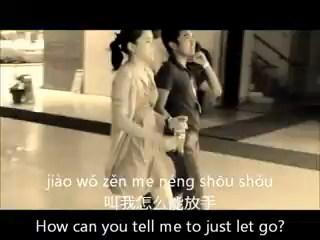 jiào wǒ zěn me néng shōu shǒu
叫我怎么能放手
How can you tell me to just let go?